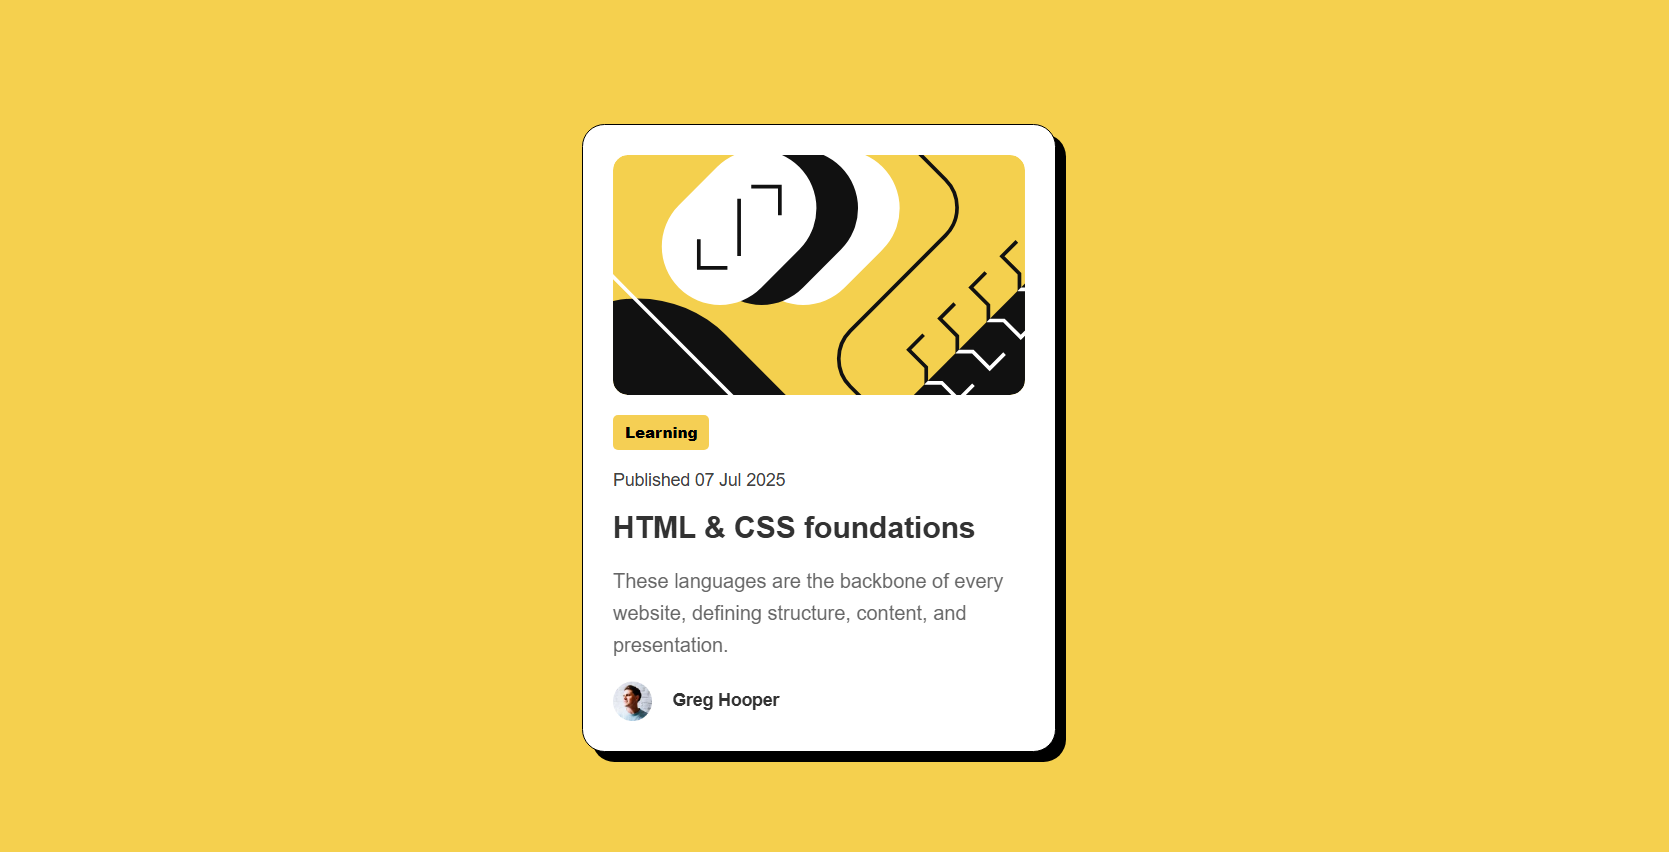 Learning
Published 07 Jul 2025
HTML & CSS foundations
These languages are the backbone of every
website, defining structure, content, and
presentation.
Greg Hooper